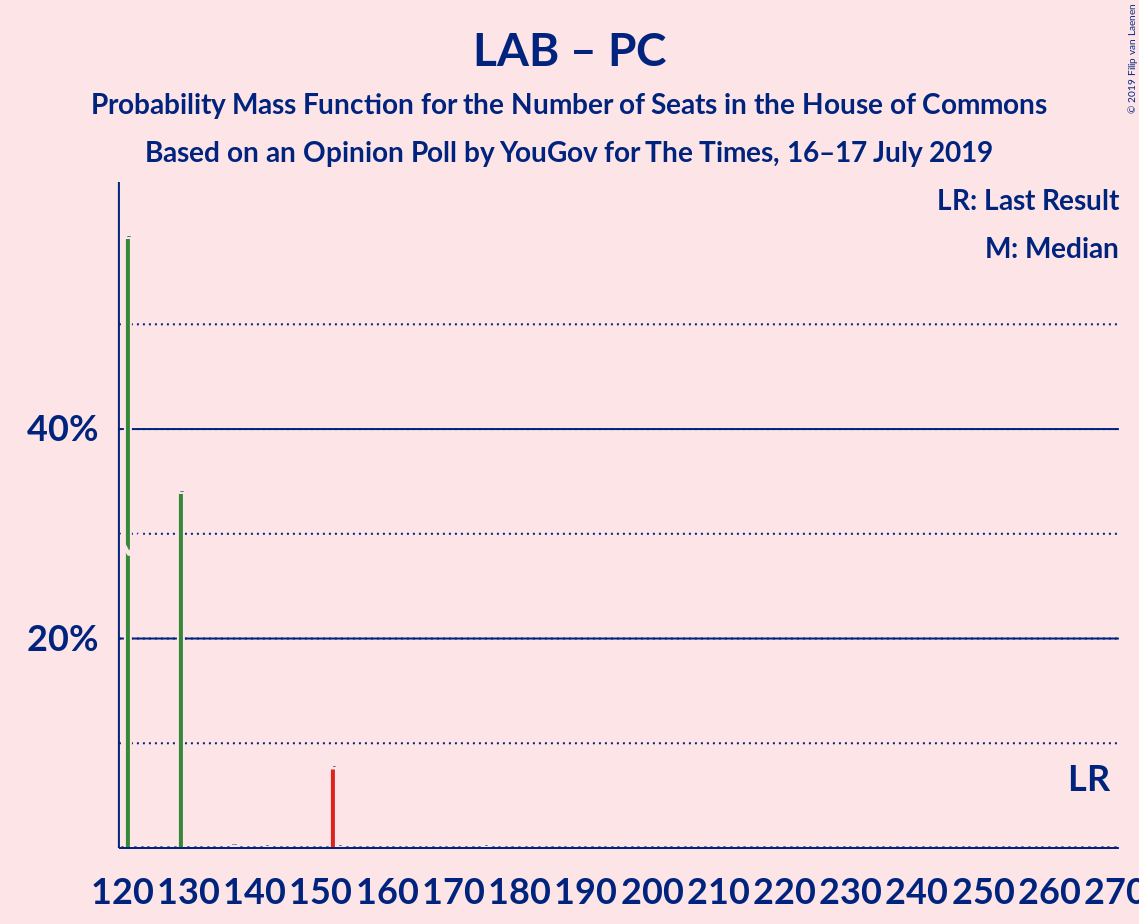 LAB – PC
Probability Mass Function for the Number of Seats in the House of Commons
Based on an Opinion Poll by YouGov for The Times, 16–17 July 2019
© 2019 Filip van Laenen
LR: Last Result
M: Median
40%
20%
LR
120 130 140 150 160 170 180 190 200 210 220 230 240 250 260 270